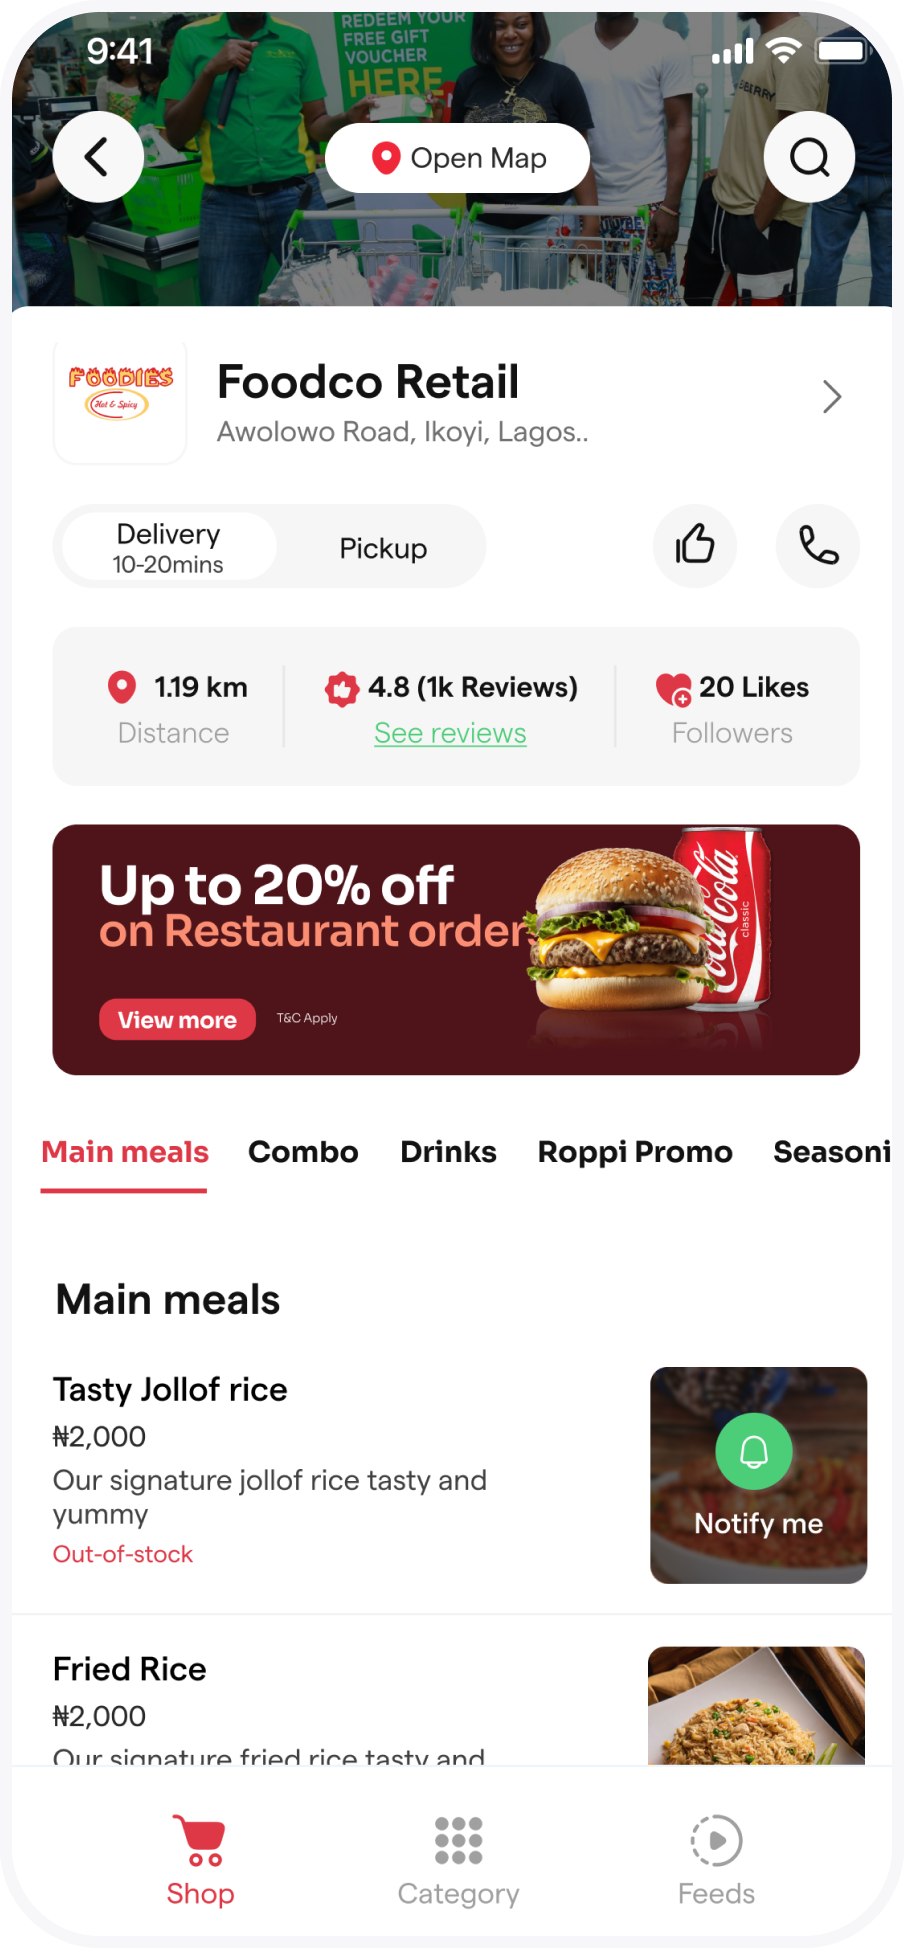 9:41
REDEEM YOUR
FREE GIFT
VOUCHER
HERE
Open Map
FOODIES
Hot & Spicy
Foodco Retail
Awolowo Road, Ikoyi, Lagos..
Delivery
10-20mins
Pickup
1.19 km
Distance
4.8 (1k Reviews)
See reviews
20 Likes
Followers
Up to 20% off
on Restaurant order
Coca-Cola
classic
View more
T&C Apply
Main meals Combo Drinks Roppi Promo Seasoni
Main meals
Tasty Jollof rice
₦2,000
Our signature jollof rice tasty and
yummy
Out-of-stock
Notify me
Fried Rice
₦2,000
Our signature fried rice tasty and
Shop
Category
Feeds